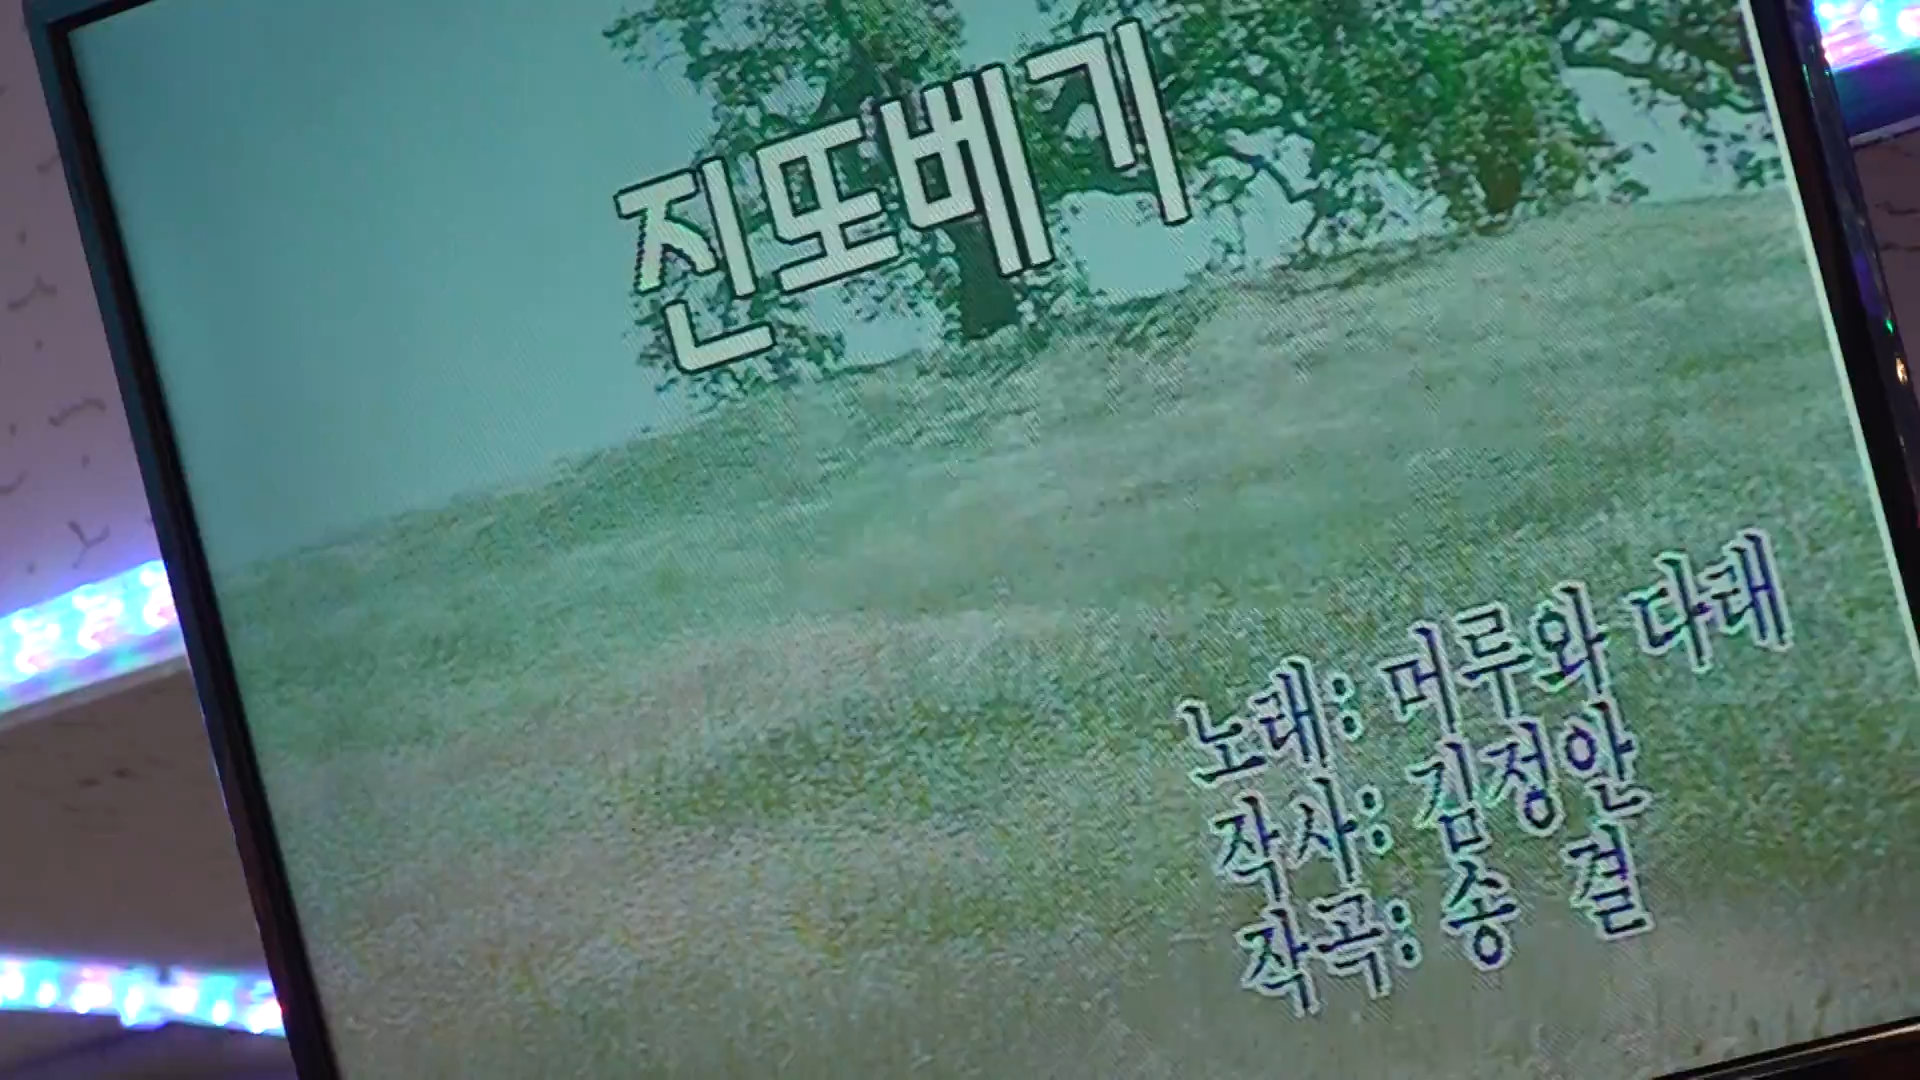 진또베기
노래: 머루와 다래
작사: 김정안
작곡: 송 결